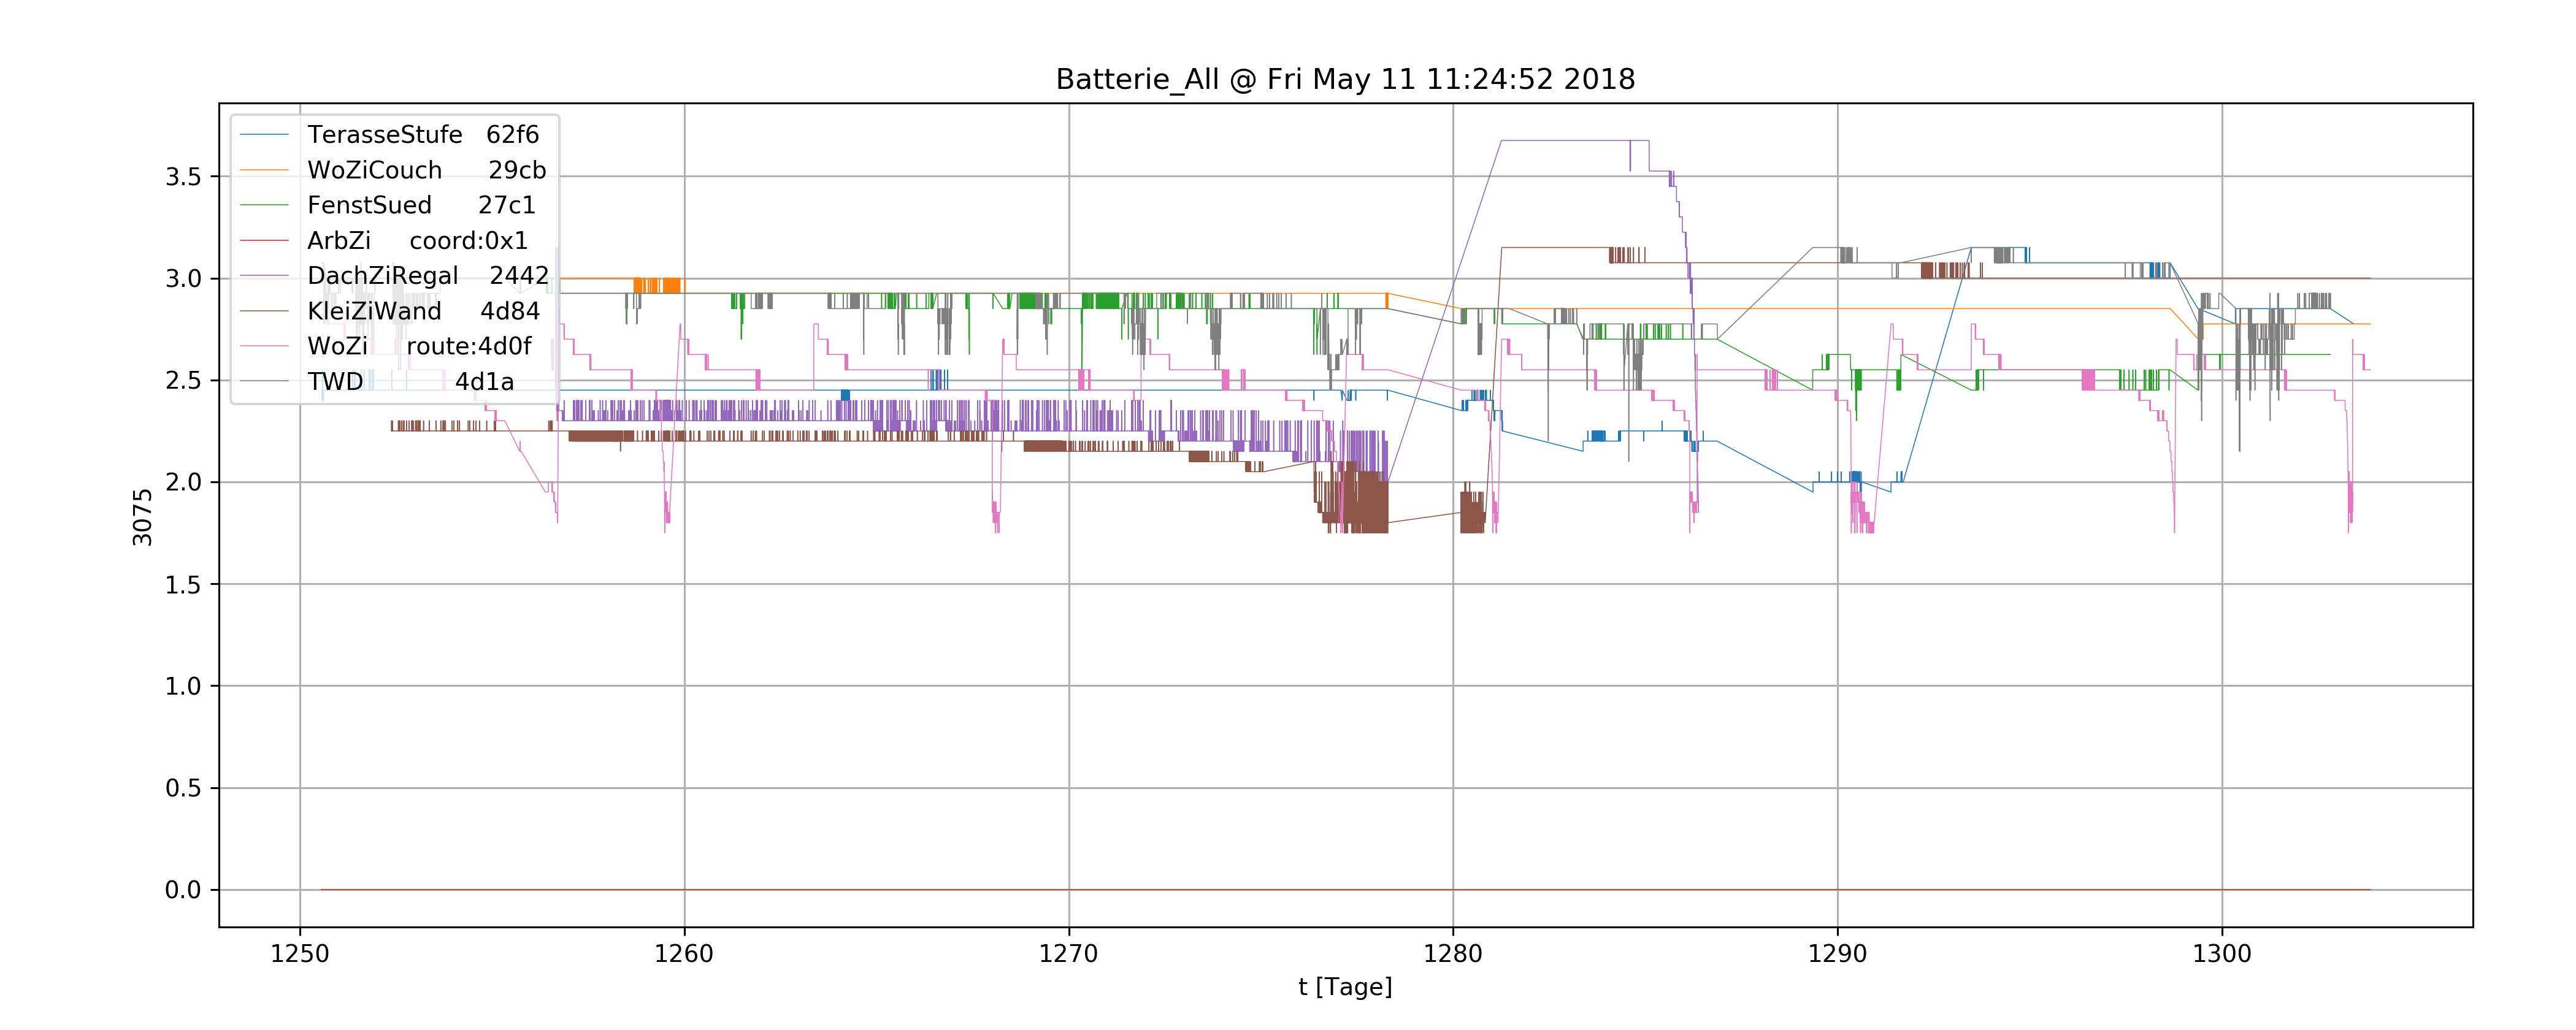 Batterie_All @ Fri May 11 11:24:52 2018
TerasseStufe 62f6
WoZiCouch 29cb
FenstSued 27c1
ArbZi coord:0x1
DachZiRegal 2442
KleiZiWand 4d84
WoZi route:4d0f
TWD 4d1a
3.5
3.0
2.5
2.0
1.5
1.0
0.5
0.0
3075
1250 1260 1270 1280 1290 1300
t [Tage]